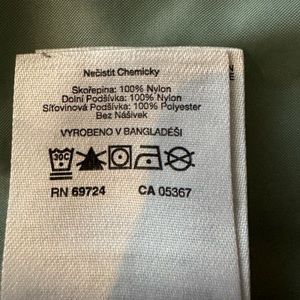 Nečistit Chemicky
Skořepina: 100% Nylon
Dolní Podšívka: 100% Nylon
Síťovinová Podšívka: 100% Polyester
Bez Nášivek
VYROBENO V BANGLADÉŠI
30C
RN 69724 CA 05367